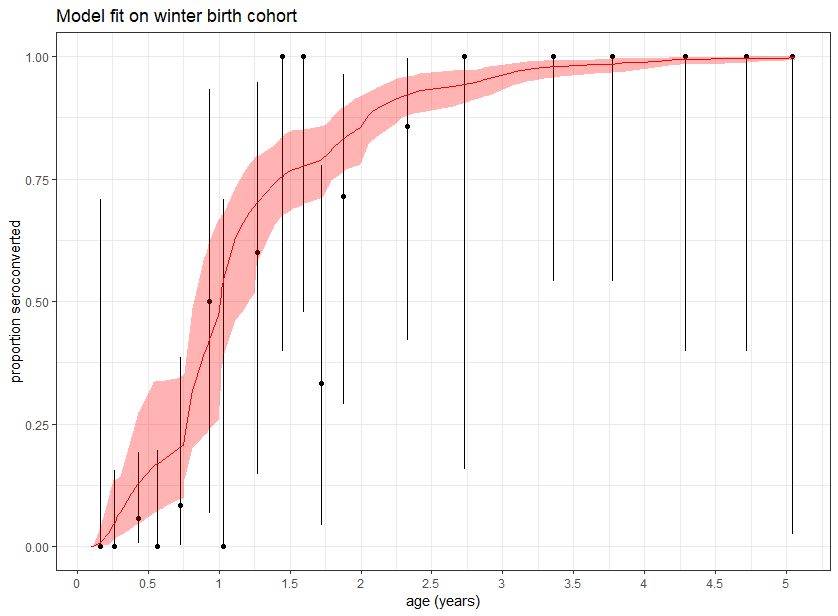 Model fit on winter birth cohort
1.00
0.75
0.50
0.25
0.00
proportion seroconverted
0 0.5 1 1.5 2 2.5 3 3.5 4 4.5 5
age (years)